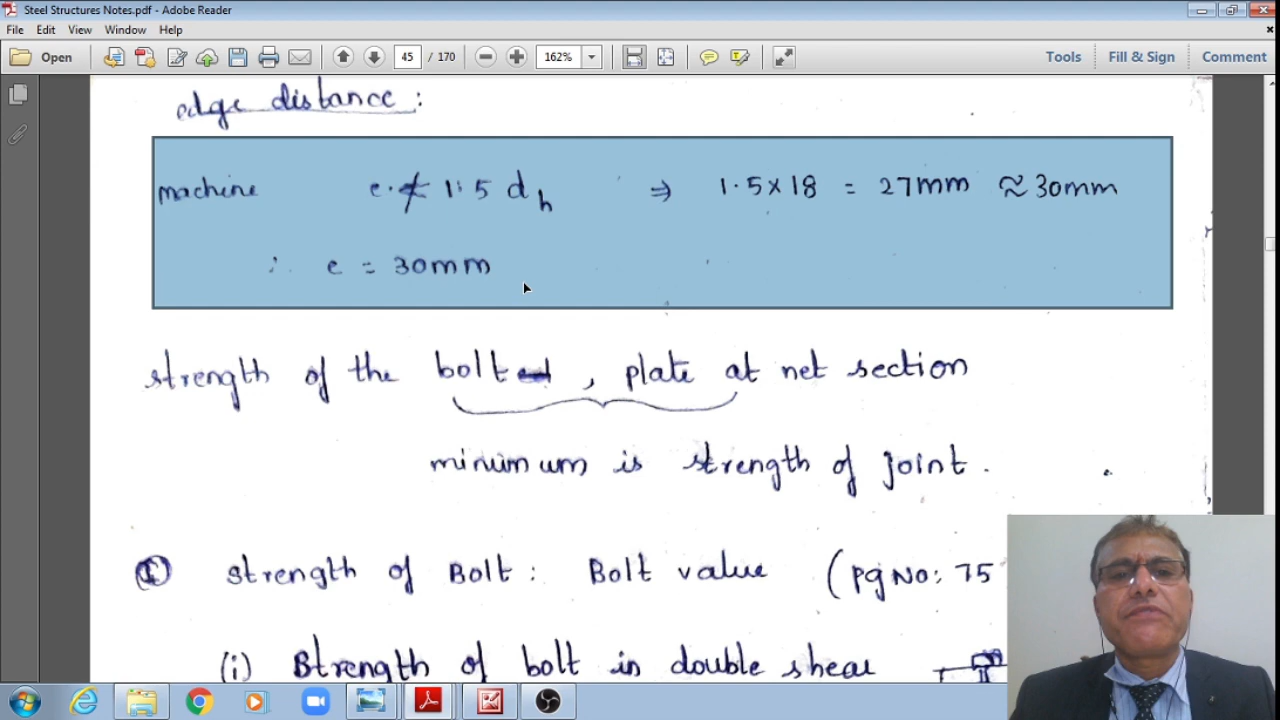 Steel Structures Notes.pdf - Adobe Reader
File Edit View Window Help
Open 45 / 170 162% Tools Fill & Sign Comment
edge distance :
machine e ≮ 1.5 dh ⇒ 1.5×18 = 27mm ≈ 30mm
∴ e = 30mm
strength of the bolt , plate at net section
minimum is strength of joint .
① strength of Bolt : Bolt value (Pg No: 75
(i) Strength of bolt in double shear